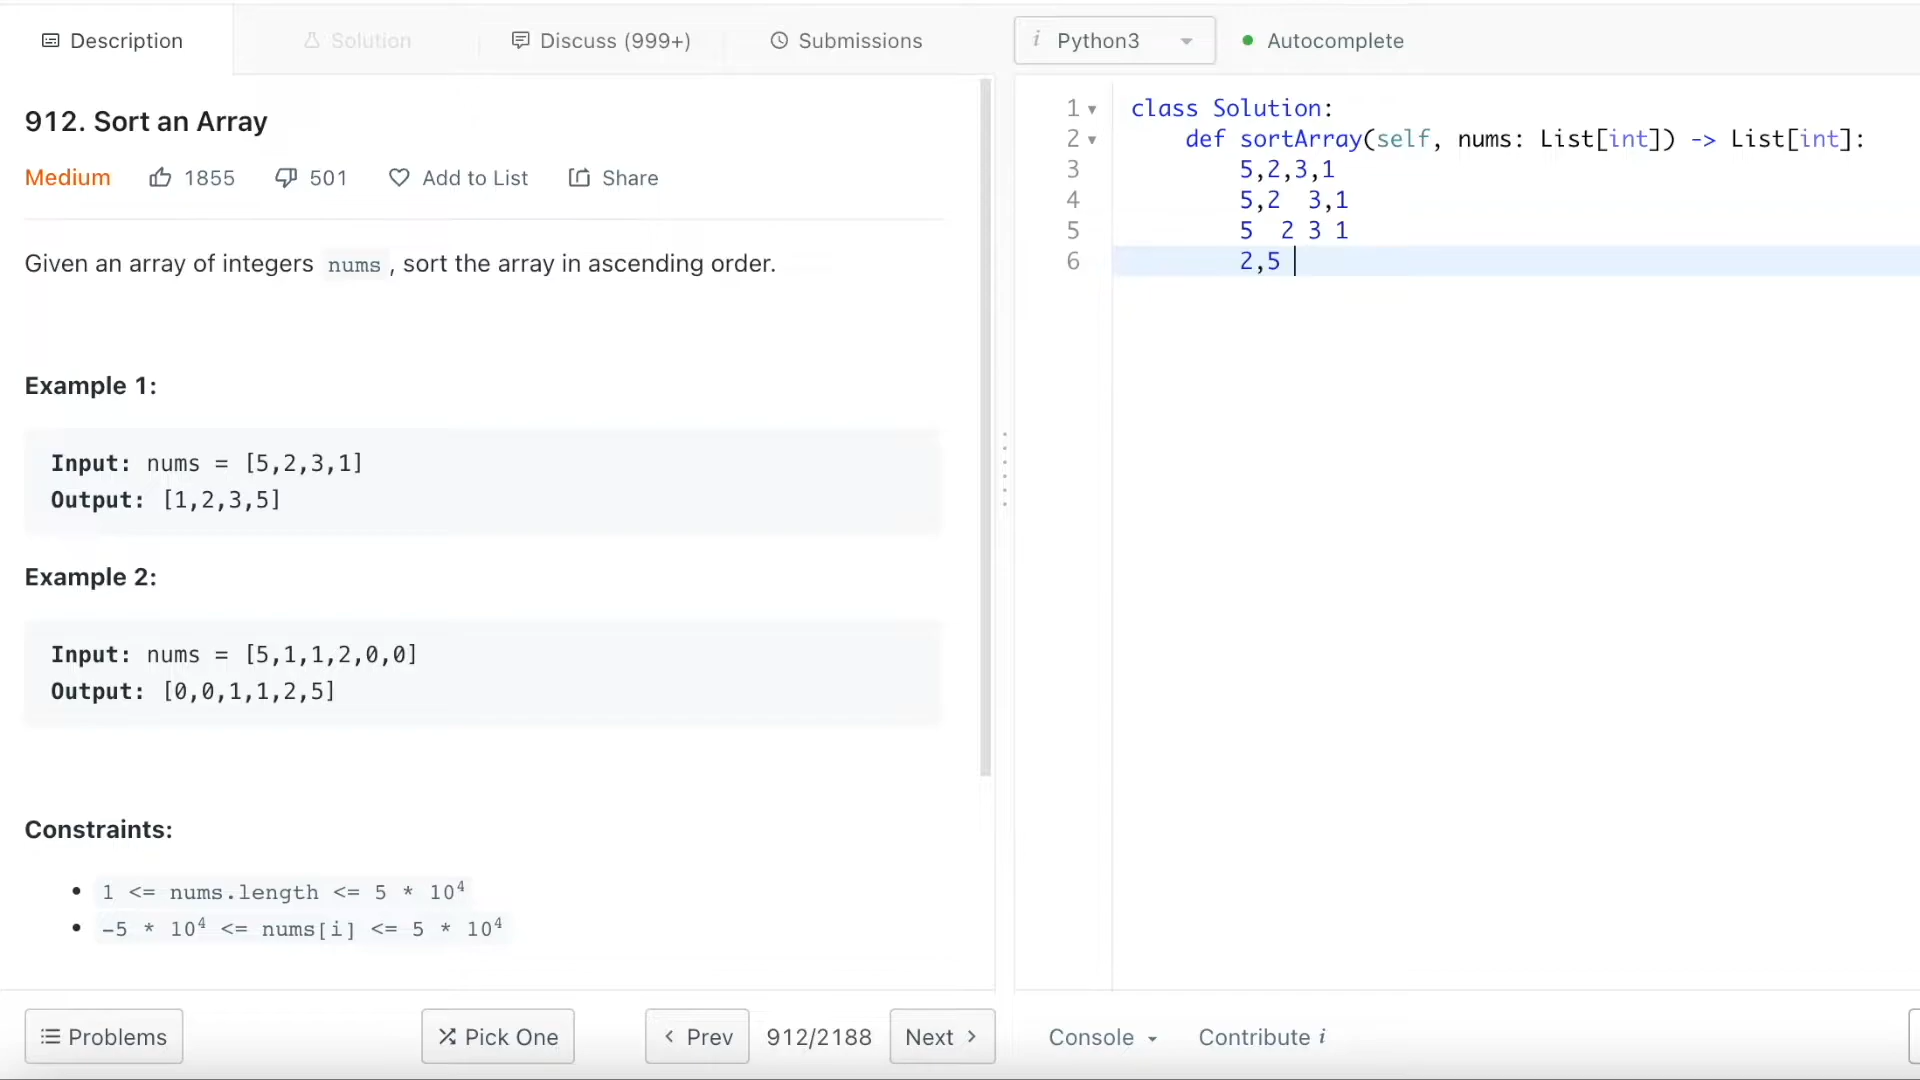 Description
Solution
Discuss (999+)
Submissions
912. Sort an Array
Medium 1855 501 Add to List Share
Given an array of integers nums , sort the array in ascending order.
Example 1:
Input: nums = [5,2,3,1]
Output: [1,2,3,5]
Example 2:
Input: nums = [5,1,1,2,0,0]
Output: [0,0,1,1,2,5]
Constraints:
• 1 <= nums.length <= 5 * 10⁴
• -5 * 10⁴ <= nums[i] <= 5 * 10⁴
Problems
Pick One
< Prev
912/2188
Next >
i Python3
Autocomplete
1 class Solution:
2 def sortArray(self, nums: List[int]) -> List[int]:
3 5,2,3,1
4 5,2  3,1
5 5  2 3 1
6 2,5
Console
Contribute i